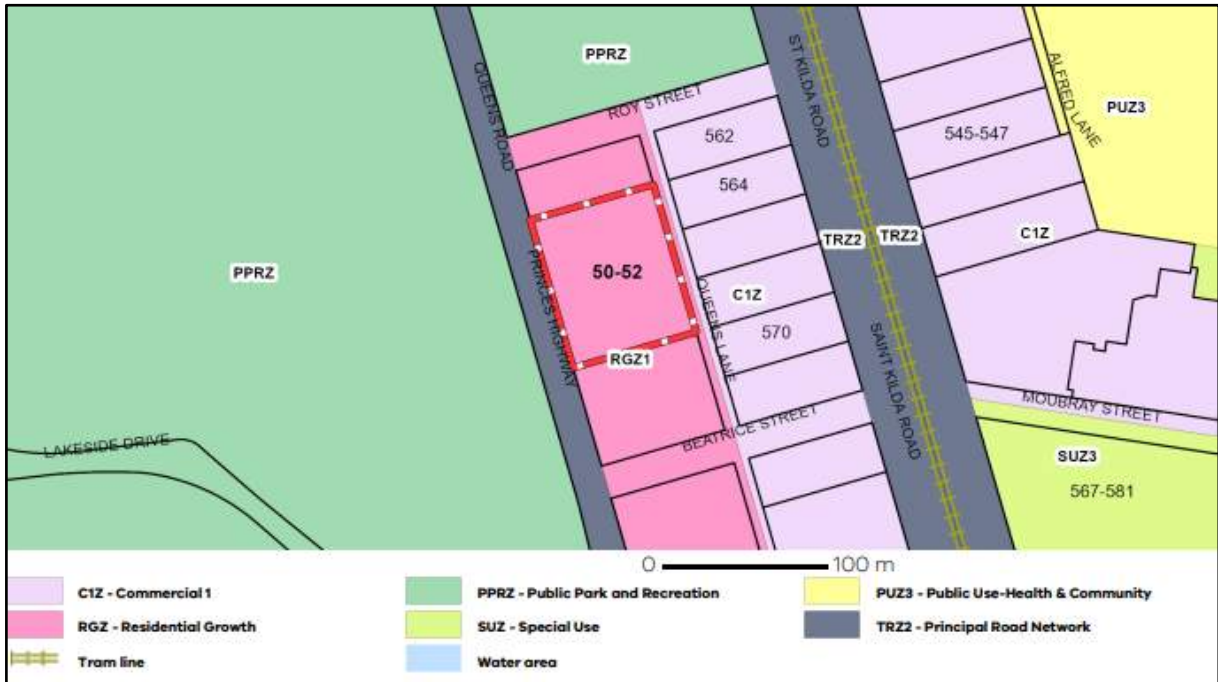 PPRZ
QUEENS ROAD
ROY STREET
ST KILDA ROAD
ALFRED LANE
PUZ3
562
545-547
564
PPRZ
PRINCES HIGHWAY
50-52
QUEENS LANE
C1Z
TRZ2
TRZ2
C1Z
570
RGZ1
SAINT KILDA ROAD
MOUBRAY STREET
BEATRICE STREET
LAKESIDE DRIVE
SUZ3
567-581
0 100 m
C1Z - Commercial 1
PPRZ - Public Park and Recreation
PUZ3 - Public Use-Health & Community
RGZ - Residential Growth
SUZ - Special Use
TRZ2 - Principal Road Network
Tram line
Water area